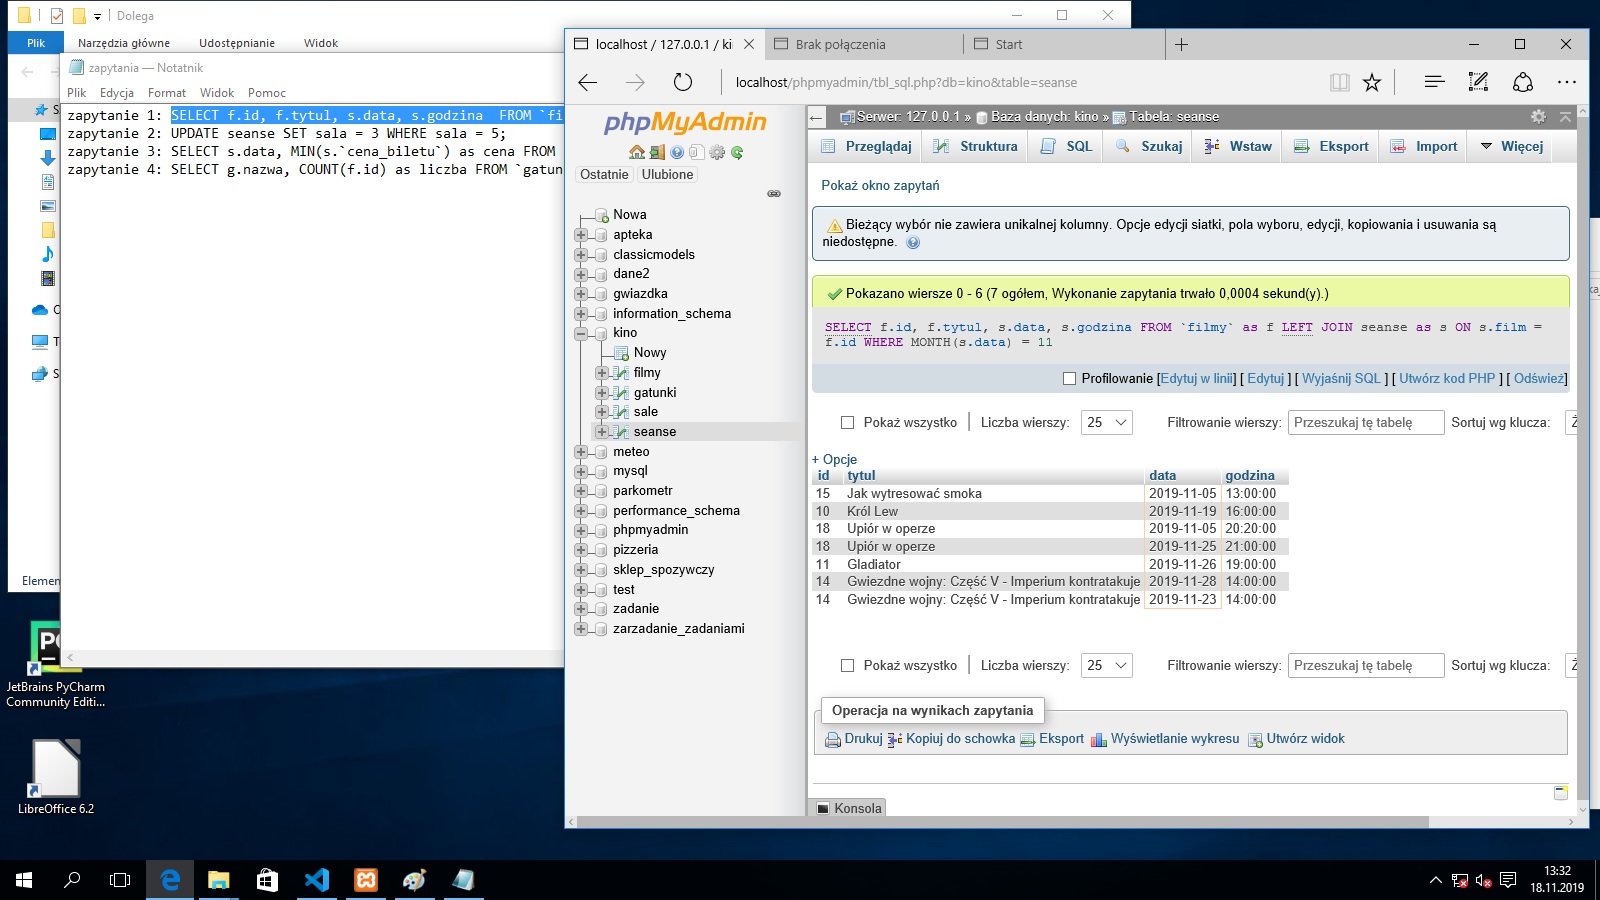 Dolega
Plik Narzędzia główne Udostępnianie Widok
zapytania — Notatnik
Plik Edycja Format Widok Pomoc
zapytanie 1: SELECT f.id, f.tytul, s.data, s.godzina  FROM `fi
zapytanie 2: UPDATE seanse SET sala = 3 WHERE sala = 5;
zapytanie 3: SELECT s.data, MIN(s.`cena_biletu`) as cena FROM
zapytanie 4: SELECT g.nazwa, COUNT(f.id) as liczba FROM `gatun
Elemen
JetBrains PyCharm
Community Editi...
LibreOffice 6.2
localhost / 127.0.0.1 / ki
Brak połączenia
Start
localhost/phpmyadmin/tbl_sql.php?db=kino&table=seanse
phpMyAdmin
Ostatnie Ulubione
Nowa
apteka
classicmodels
dane2
gwiazdka
information_schema
kino
Nowy
filmy
gatunki
sale
seanse
meteo
mysql
parkometr
performance_schema
phpmyadmin
pizzeria
sklep_spozywczy
test
zadanie
zarzadanie_zadaniami
Serwer: 127.0.0.1 » Baza danych: kino » Tabela: seanse
Przeglądaj Struktura SQL Szukaj Wstaw Eksport Import Więcej
Pokaż okno zapytań
Bieżący wybór nie zawiera unikalnej kolumny. Opcje edycji siatki, pola wyboru, edycji, kopiowania i usuwania są
niedostępne.
Pokazano wiersze 0 - 6 (7 ogółem, Wykonanie zapytania trwało 0,0004 sekund(y).)
SELECT f.id, f.tytul, s.data, s.godzina FROM `filmy` as f LEFT JOIN seanse as s ON s.film =
f.id WHERE MONTH(s.data) = 11
Profilowanie [Edytuj w linii] [ Edytuj ] [ Wyjaśnij SQL ] [ Utwórz kod PHP ] [ Odśwież]
Pokaż wszystko Liczba wierszy: 25 Filtrowanie wierszy: Przeszukaj tę tabelę Sortuj wg klucza: Ż
+ Opcje
id tytul data godzina
15 Jak wytresować smoka 2019-11-05 13:00:00
10 Król Lew 2019-11-19 16:00:00
18 Upiór w operze 2019-11-05 20:20:00
18 Upiór w operze 2019-11-25 21:00:00
11 Gladiator 2019-11-26 19:00:00
14 Gwiezdne wojny: Część V - Imperium kontratakuje 2019-11-28 14:00:00
14 Gwiezdne wojny: Część V - Imperium kontratakuje 2019-11-23 14:00:00
Pokaż wszystko Liczba wierszy: 25 Filtrowanie wierszy: Przeszukaj tę tabelę Sortuj wg klucza: Ż
Operacja na wynikach zapytania
Drukuj Kopiuj do schowka Eksport Wyświetlanie wykresu Utwórz widok
Konsola
13:32
18.11.2019